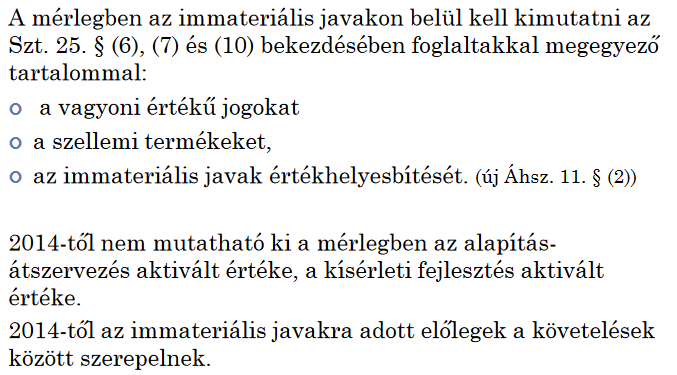 A mérlegben az immateriális javakon belül kell kimutatni az
Szt. 25. § (6), (7) és (10) bekezdésében foglaltakkal megegyező
tartalommal:
o a vagyoni értékű jogokat
o a szellemi termékeket,
o az immateriális javak értékhelyesbítését. (új Áhsz. 11. § (2))
2014-től nem mutatható ki a mérlegben az alapítás-
átszervezés aktivált értéke, a kísérleti fejlesztés aktivált
értéke.
2014-től az immateriális javakra adott előlegek a követelések
között szerepelnek.